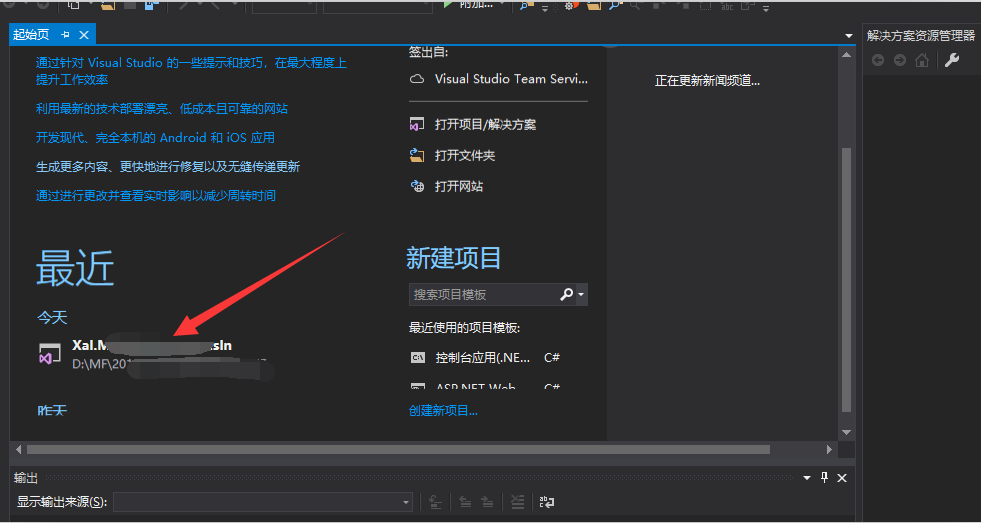 附加...
起始页
解决方案资源管理器
通过针对 Visual Studio 的一些提示和技巧，在最大程度上
提升工作效率
利用最新的技术部署漂亮、低成本且可靠的网站
开发现代、完全本机的 Android 和 iOS 应用
生成更多内容、更快地进行修复以及无缝传递更新
通过进行更改并查看实时影响以减少周转时间
最近
今天
Xal.M
.sln
D:\MF\201
昨天
签出自:
Visual Studio Team Servi...
打开项目/解决方案
打开文件夹
打开网站
新建项目
搜索项目模板
最近使用的项目模板:
控制台应用(.NE... C#
ASP.NET Web C#
创建新项目...
正在更新新闻频道...
输出
显示输出来源(S):